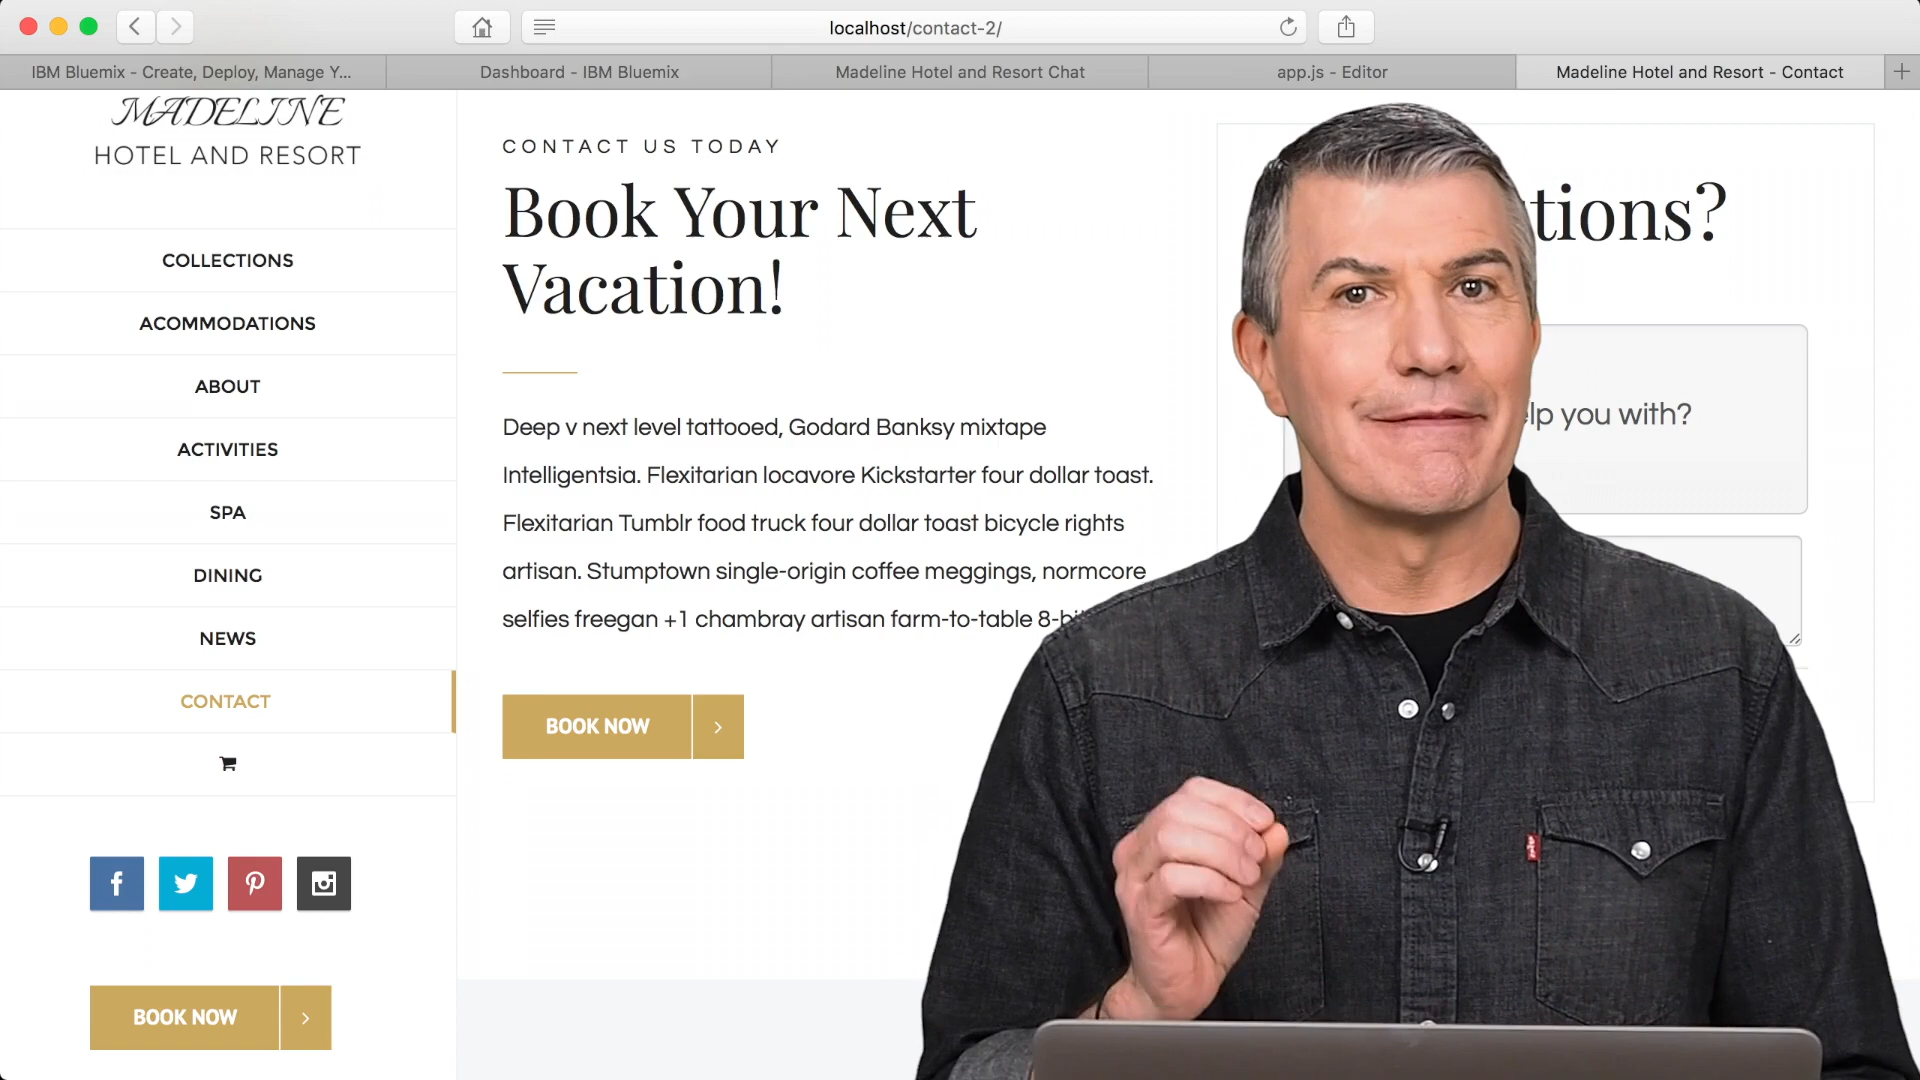 localhost/contact-2/
IBM Bluemix - Create, Deploy, Manage Y...
Dashboard - IBM Bluemix
Madeline Hotel and Resort Chat
app.js - Editor
Madeline Hotel and Resort - Contact
MADELINE
HOTEL AND RESORT
COLLECTIONS
ACOMMODATIONS
ABOUT
ACTIVITIES
SPA
DINING
NEWS
CONTACT
BOOK NOW
CONTACT US TODAY
Book Your Next
Vacation!
Deep v next level tattooed, Godard Banksy mixtape
Intelligentsia. Flexitarian locavore Kickstarter four dollar toast.
Flexitarian Tumblr food truck four dollar toast bicycle rights
artisan. Stumptown single-origin coffee meggings, normcore
selfies freegan +1 chambray artisan farm-to-table
BOOK NOW
you with?